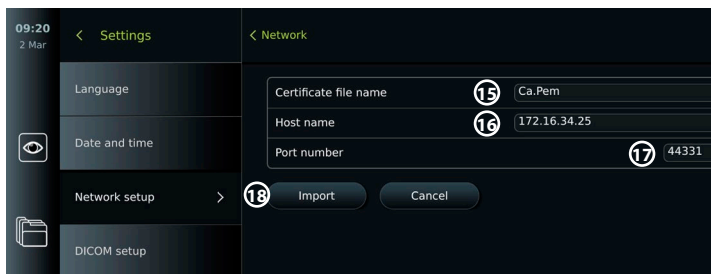 09:20
2 Mar
Settings
Network
Language
Date and time
Network setup
DICOM setup
Certificate file name 15 Ca.Pem
Host name 16 172.16.34.25
Port number 17 44331
18 Import Cancel